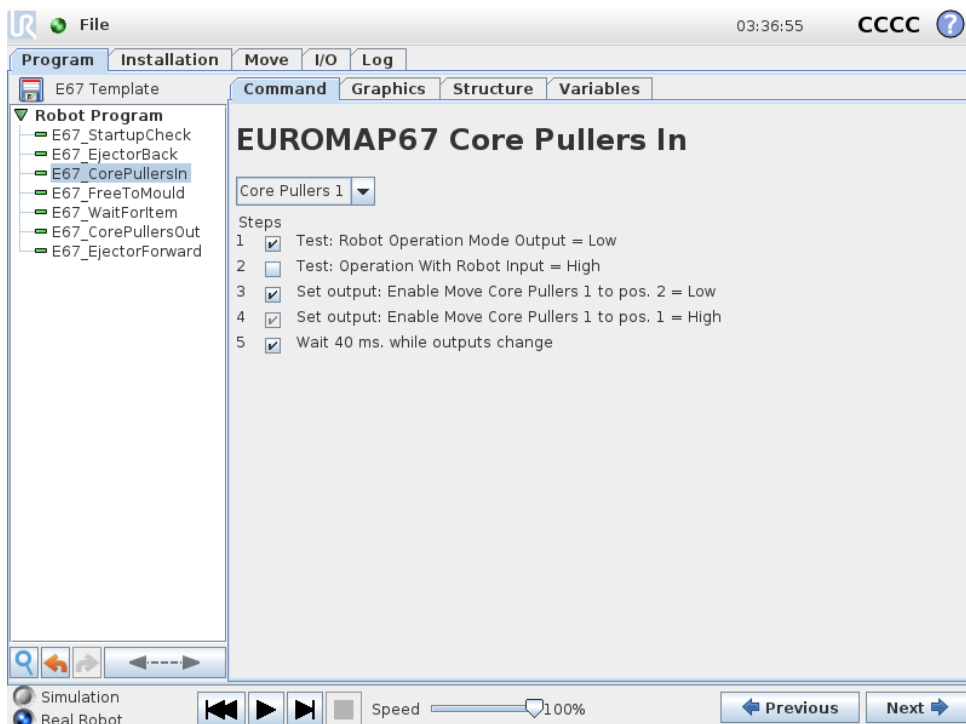 UR File 03:36:55 CCCC ?
Program Installation Move I/O Log
E67 Template Command Graphics Structure Variables
Robot Program
E67_StartupCheck
E67_EjectorBack
E67_CorePullersIn
E67_FreeToMould
E67_WaitForItem
E67_CorePullersOut
E67_EjectorForward
EUROMAP67 Core Pullers In
Core Pullers 1
Steps
1 Test: Robot Operation Mode Output = Low
2 Test: Operation With Robot Input = High
3 Set output: Enable Move Core Pullers 1 to pos. 2 = Low
4 Set output: Enable Move Core Pullers 1 to pos. 1 = High
5 Wait 40 ms. while outputs change
Simulation
Real Robot
Speed 100% Previous Next